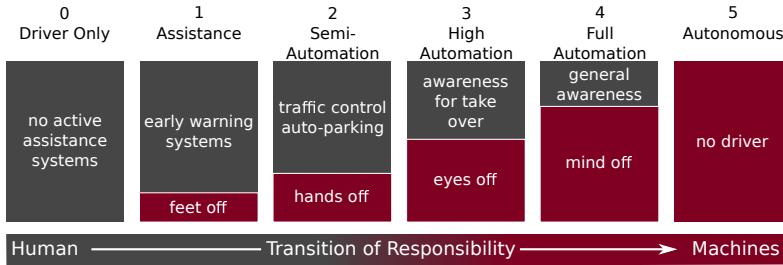 0
Driver Only
no active
assistance
systems
1
Assistance
early warning
systems
feet off
2
Semi-
Automation
traffic control
auto-parking
hands off
3
High
Automation
awareness
for take
over
eyes off
4
Full
Automation
general
awareness
mind off
5
Autonomous
no driver
Human Transition of Responsibility Machines